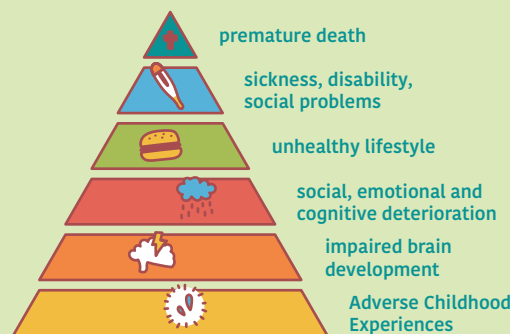 premature death
sickness, disability,
social problems
unhealthy lifestyle
social, emotional and
cognitive deterioration
impaired brain
development
Adverse Childhood
Experiences